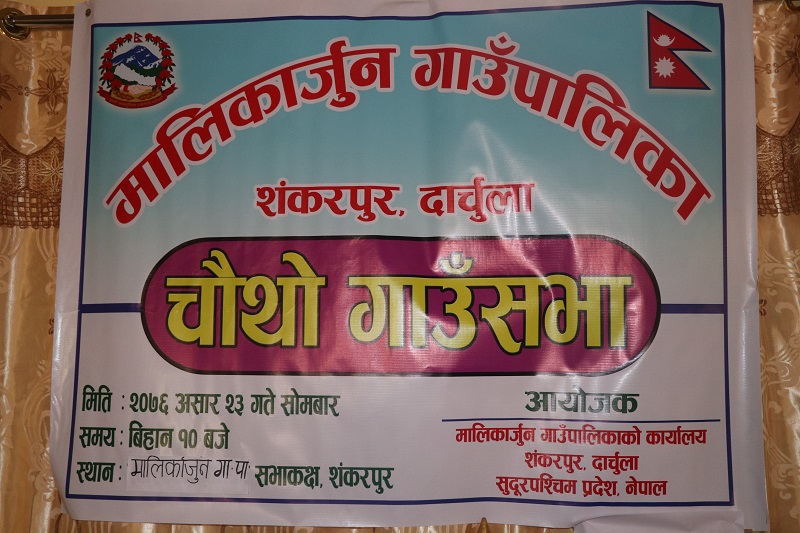 मालिकार्जुन गाउँपालिका
शंकरपुर, दार्चुला
चौथो गाउँसभा
मिति : २०७६ असार २३ गते सोमबार
समय : बिहान १० बजे
स्थान : मालिकार्जुन गा.पा. सभाकक्ष, शंकरपुर
आयोजक
मालिकार्जुन गाउँपालिकाको कार्यालय
शंकरपुर, दार्चुला
सुदूरपश्चिम प्रदेश, नेपाल